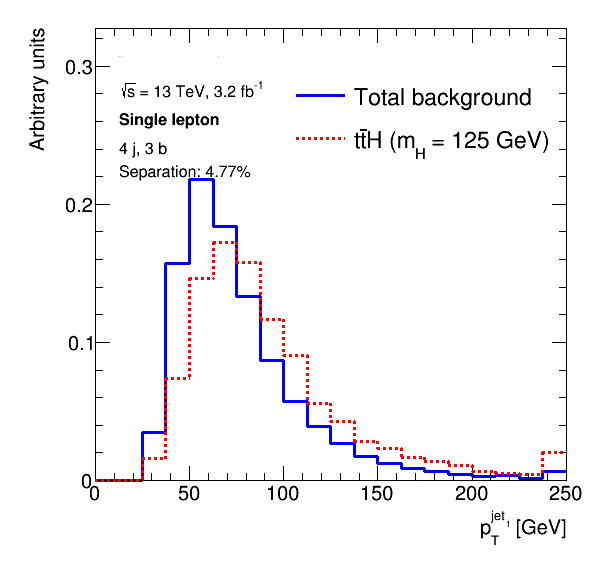 Arbitrary units
0.3
0.2
0.1
0
√s = 13 TeV, 3.2 fb⁻¹
Single lepton
4 j, 3 b
Separation: 4.77%
Total background
tt̄H (m_H = 125 GeV)
0 50 100 150 200 250
p_T^jet₁ [GeV]